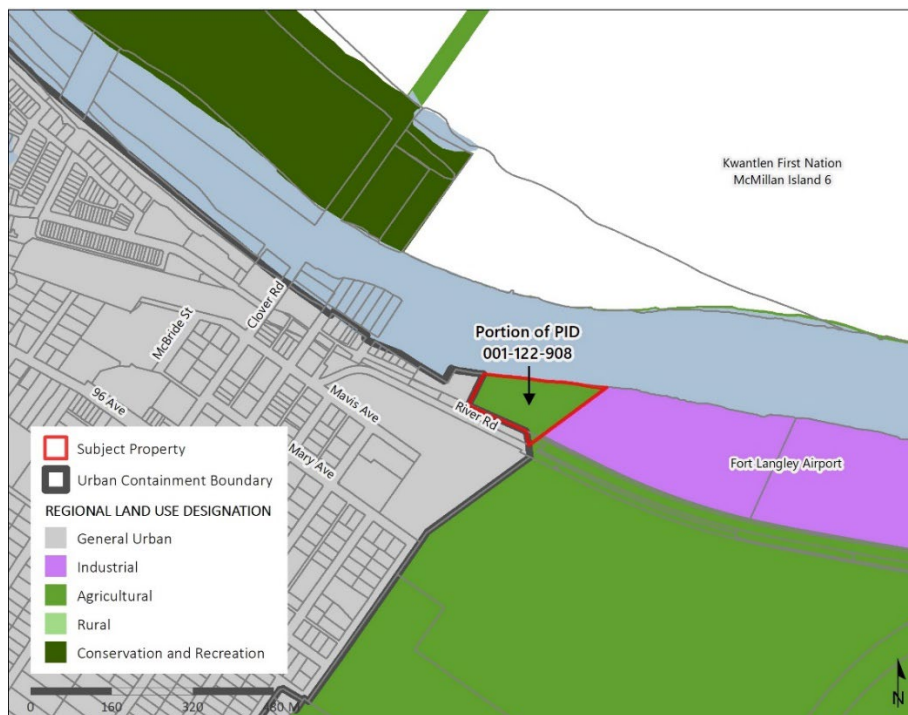 Kwantlen First Nation
McMillan Island 6
Clover Rd
McBride St
Portion of PID
001-122-908
96 Ave
Mavis Ave
River Rd
Mary Ave
Fort Langley Airport
Subject Property
Urban Containment Boundary
REGIONAL LAND USE DESIGNATION
General Urban
Industrial
Agricultural
Rural
Conservation and Recreation
0 160 320 480 M
N